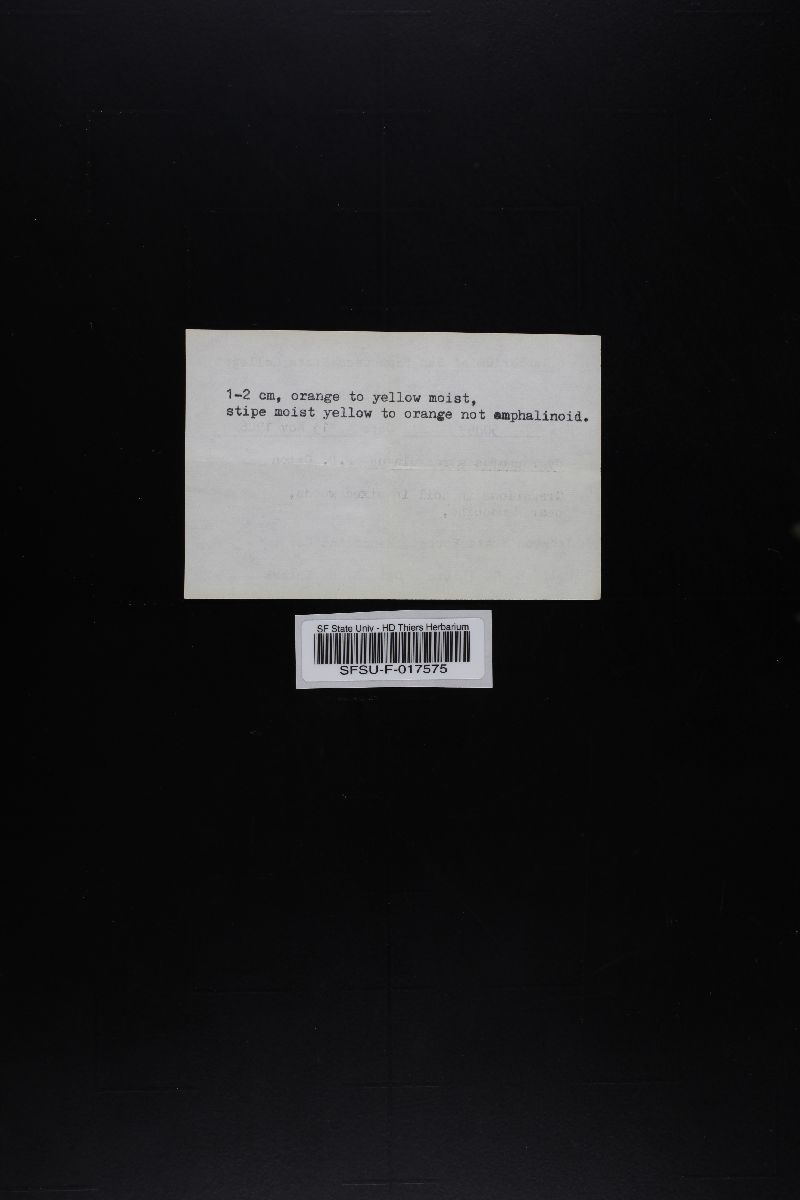 1-2 cm, orange to yellow moist,
stipe moist yellow to orange not amphalinoid.
SF State Univ - HD Thiers Herbarium
SFSU-F-017575